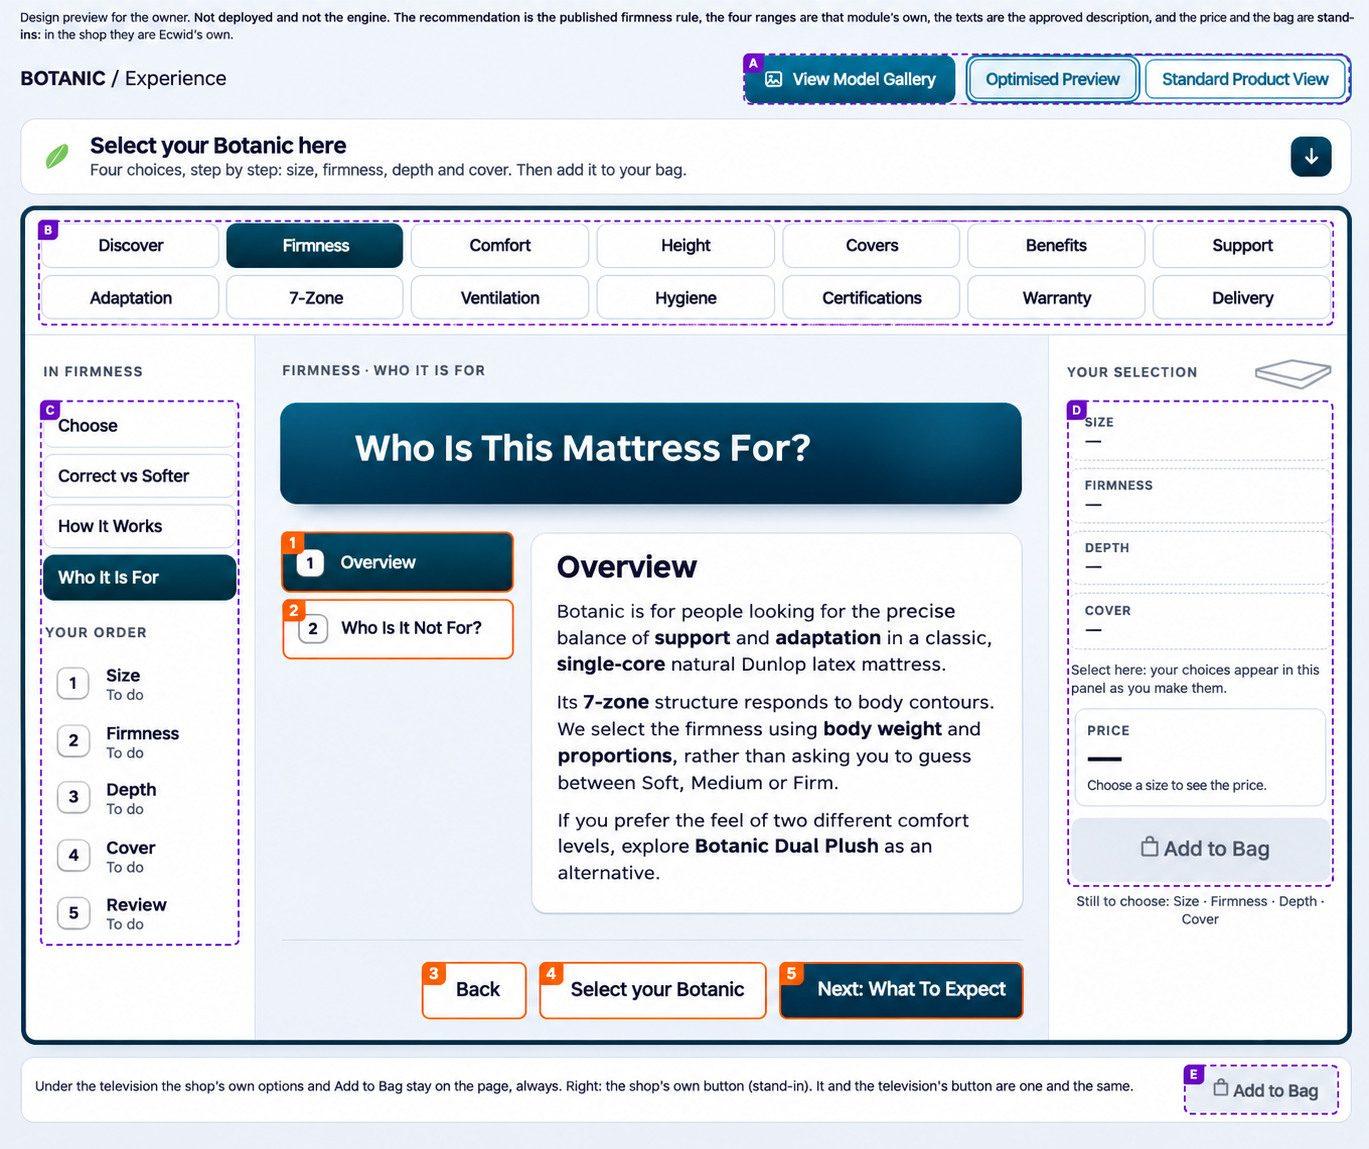 Design preview for the owner. Not deployed and not the engine. The recommendation is the published firmness rule, the four ranges are that module's own, the texts are the approved description, and the price and the bag are stand-
ins: in the shop they are Ecwid's own.
BOTANIC / Experience
A
View Model Gallery
Optimised Preview
Standard Product View
Select your Botanic here
Four choices, step by step: size, firmness, depth and cover. Then add it to your bag.
B
Discover
Firmness
Comfort
Height
Covers
Benefits
Support
Adaptation
7-Zone
Ventilation
Hygiene
Certifications
Warranty
Delivery
IN FIRMNESS
C
Choose
Correct vs Softer
How It Works
Who It Is For
YOUR ORDER
1
Size
To do
2
Firmness
To do
3
Depth
To do
4
Cover
To do
5
Review
To do
FIRMNESS · WHO IT IS FOR
Who Is This Mattress For?
1
1 Overview
2
2 Who Is It Not For?
Overview
Botanic is for people looking for the precise
balance of support and adaptation in a classic,
single-core natural Dunlop latex mattress.
Its 7-zone structure responds to body contours.
We select the firmness using body weight and
proportions, rather than asking you to guess
between Soft, Medium or Firm.
If you prefer the feel of two different comfort
levels, explore Botanic Dual Plush as an
alternative.
3
Back
4
Select your Botanic
5
Next: What To Expect
YOUR SELECTION
D
SIZE
—
FIRMNESS
—
DEPTH
—
COVER
—
Select here: your choices appear in this
panel as you make them.
PRICE
—
Choose a size to see the price.
Add to Bag
Still to choose: Size · Firmness · Depth ·
Cover
Under the television the shop's own options and Add to Bag stay on the page, always. Right: the shop's own button (stand-in). It and the television's button are one and the same.
E
Add to Bag